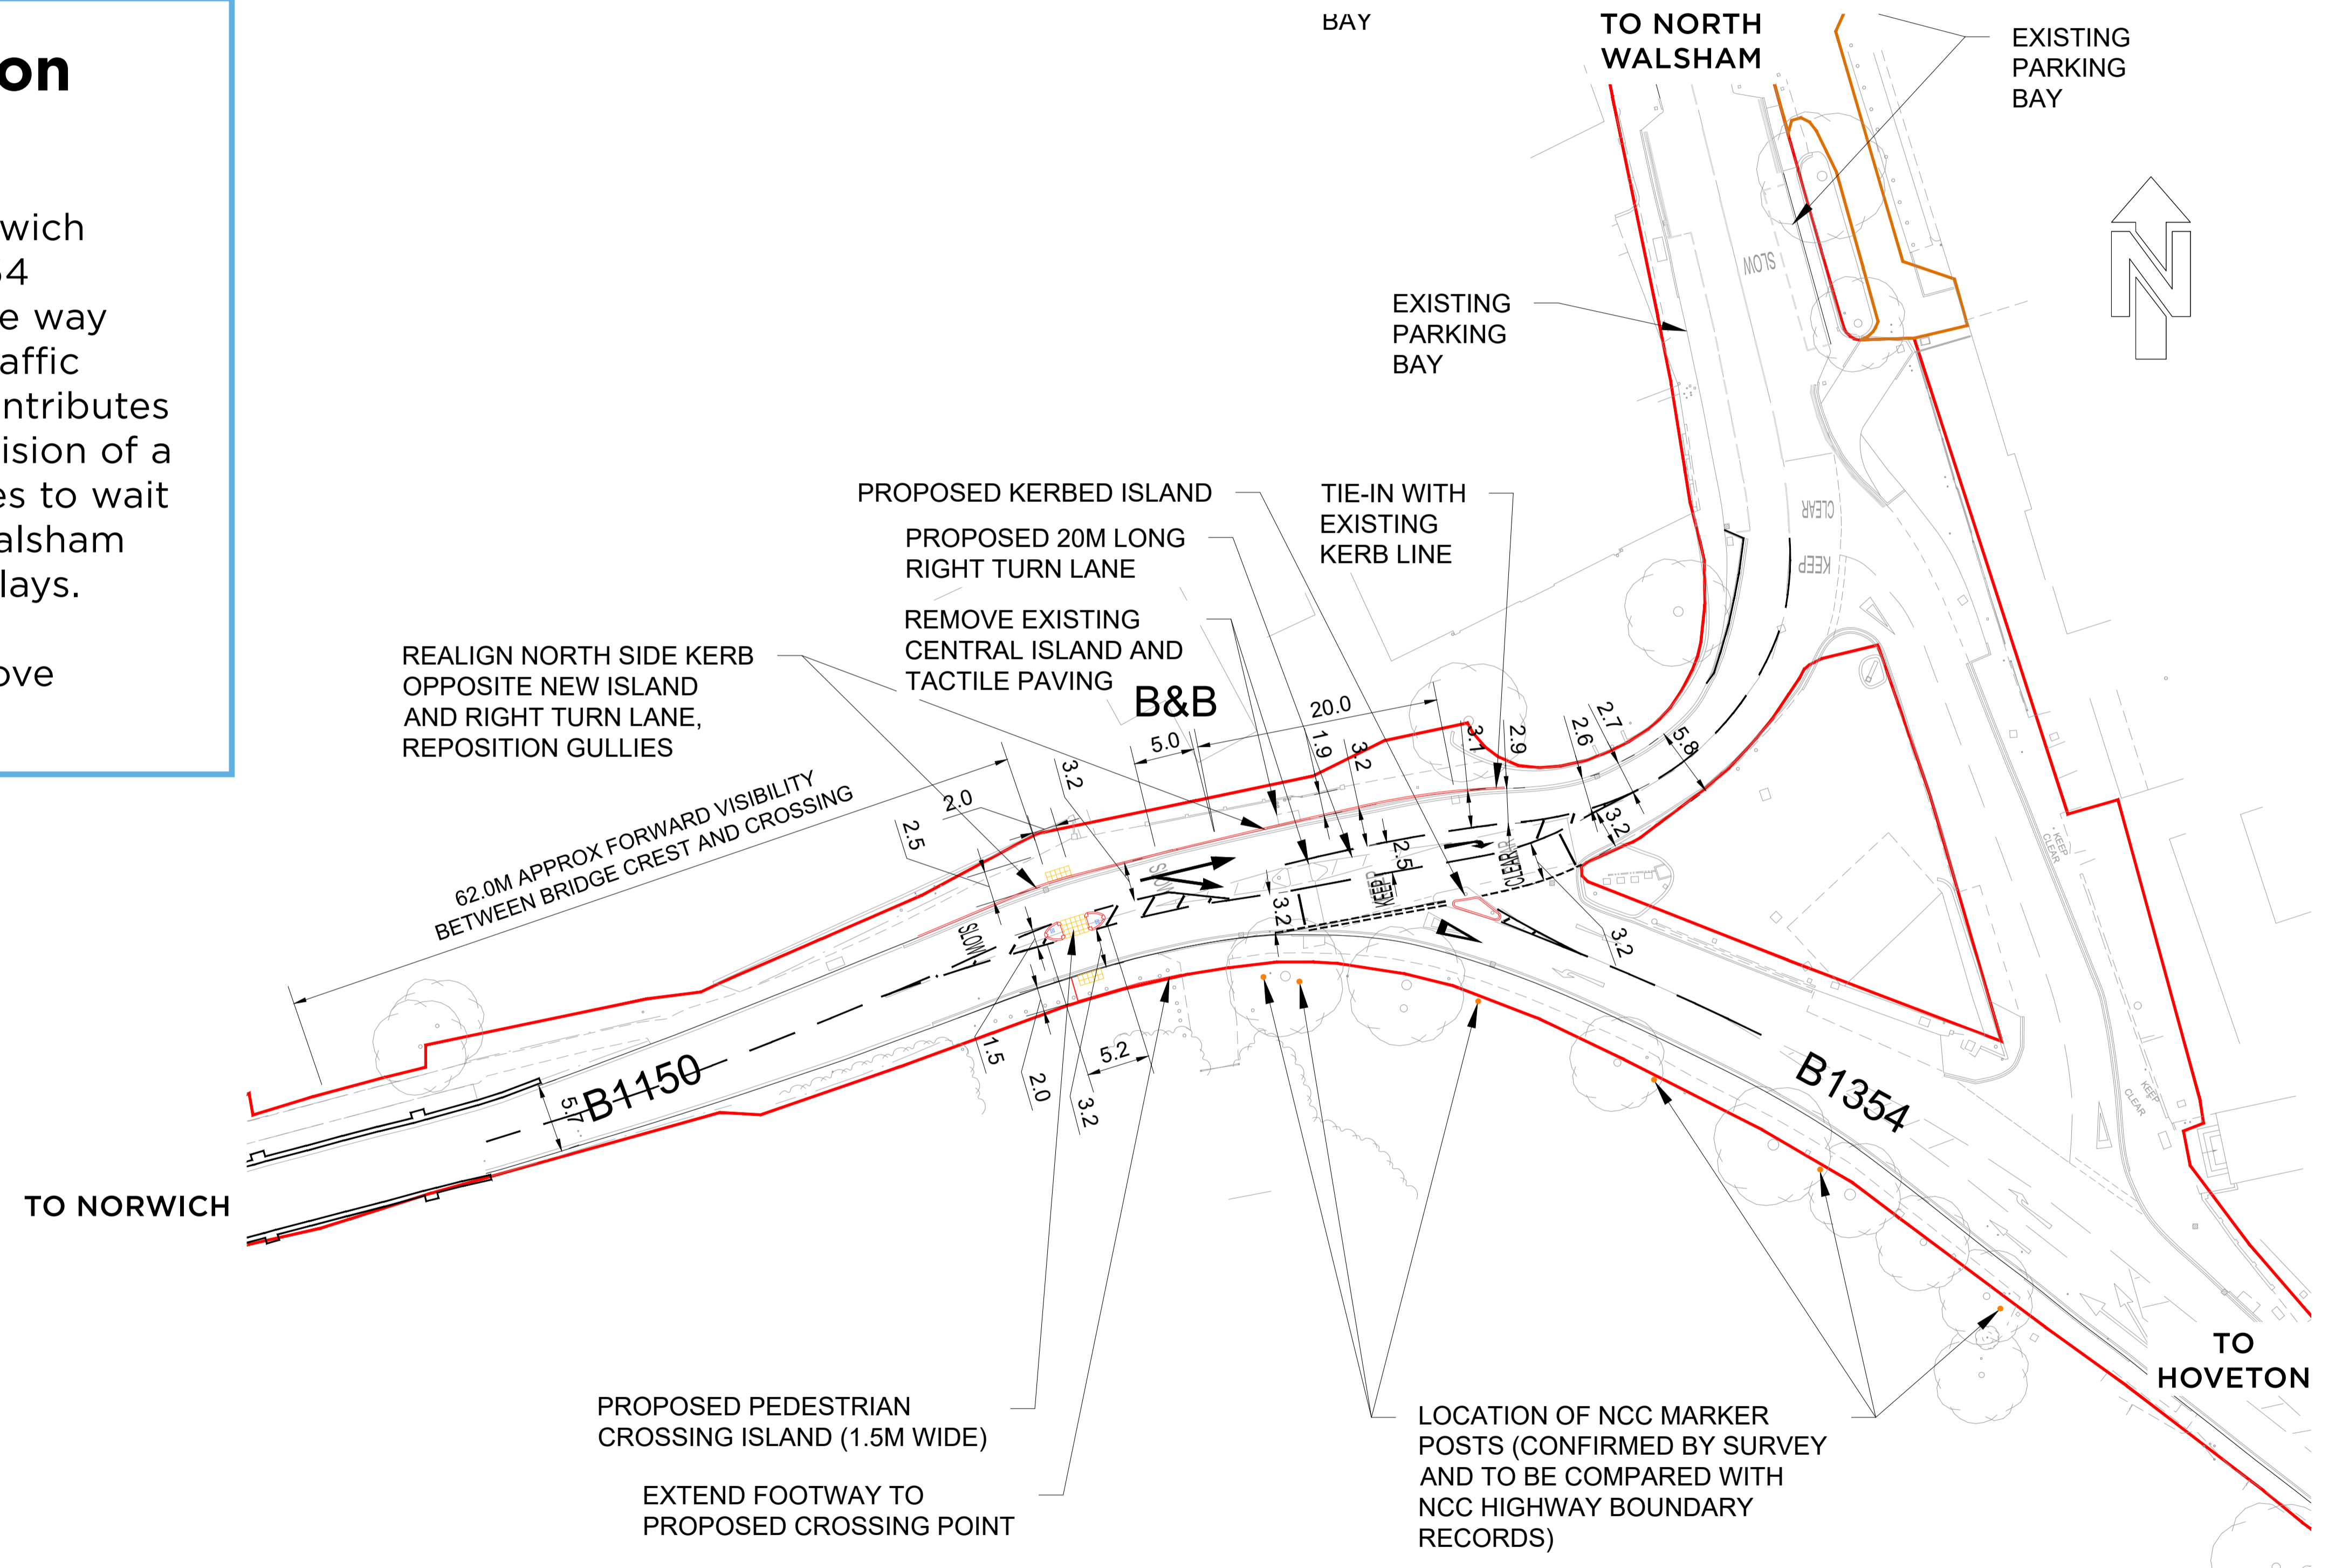 on
wich
e way
affic
ntributes
ision of a
es to wait
alsham
lays.
ove
BAY
TO NORTH
WALSHAM
EXISTING
PARKING
BAY
N
SLOW
EXISTING
PARKING
BAY
CLEAR
KEEP
PROPOSED KERBED ISLAND
PROPOSED 20M LONG
RIGHT TURN LANE
TIE-IN WITH
EXISTING
KERB LINE
REMOVE EXISTING
CENTRAL ISLAND AND
TACTILE PAVING
REALIGN NORTH SIDE KERB
OPPOSITE NEW ISLAND
AND RIGHT TURN LANE,
REPOSITION GULLIES
B&B
20.0
5.0
1.9
3.2
3.1
2.9
2.6
2.7
5.8
3.2
3.2
2.0
2.5
62.0M APPROX FORWARD VISIBILITY
BETWEEN BRIDGE CREST AND CROSSING
SLOW
SLOW
2.5
KEEP
CLEAR
3.2
3.2
KEEP
CLEAR
KEEP
CLEAR
1.5
2.0
3.2
5.2
5.7
B1150
B1354
TO NORWICH
TO
HOVETON
PROPOSED PEDESTRIAN
CROSSING ISLAND (1.5M WIDE)
EXTEND FOOTWAY TO
PROPOSED CROSSING POINT
LOCATION OF NCC MARKER
POSTS (CONFIRMED BY SURVEY
AND TO BE COMPARED WITH
NCC HIGHWAY BOUNDARY
RECORDS)